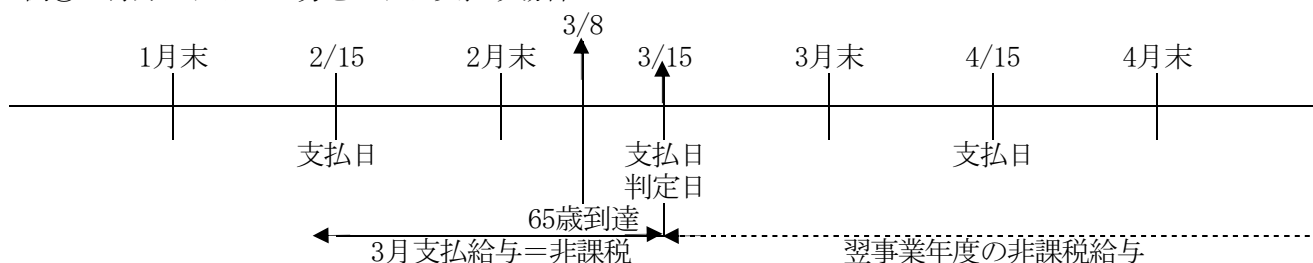 3/8
1月末 2/15 2月末 3/15 3月末 4/15 4月末
支払日 支払日 支払日
判定日
65歳到達
3月支払給与＝非課税 翌事業年度の非課税給与